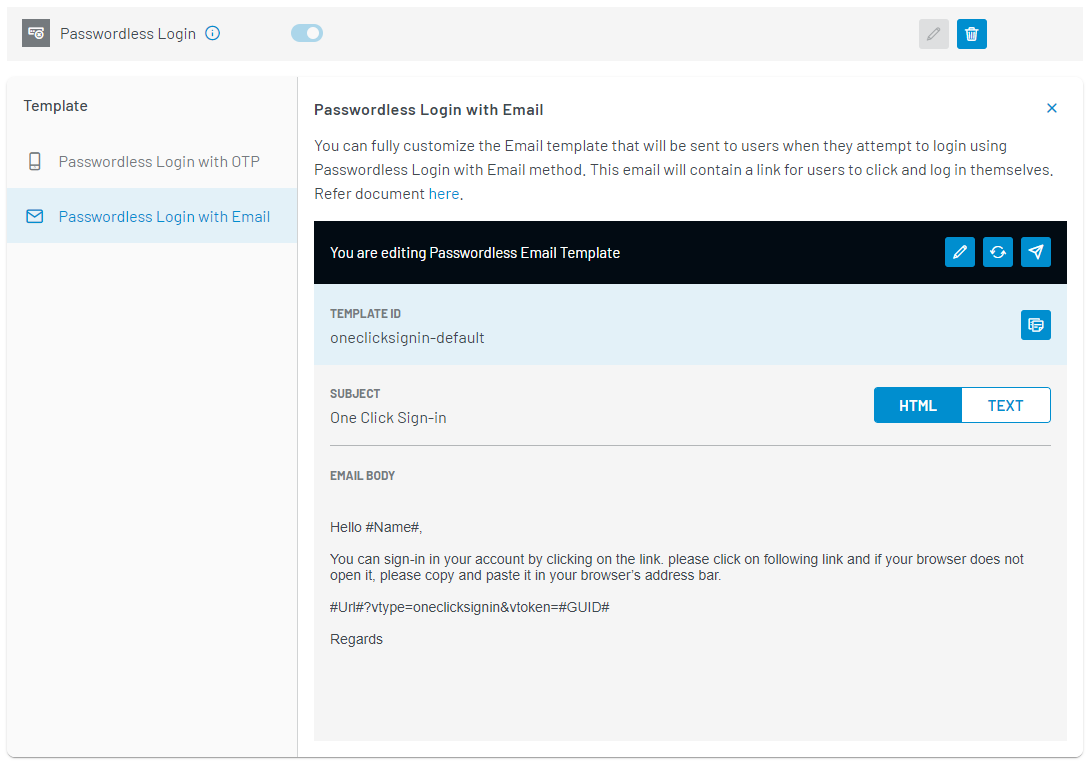 Passwordless Login
Template
Passwordless Login with OTP
Passwordless Login with Email
Passwordless Login with Email
You can fully customize the Email template that will be sent to users when they attempt to login using
Passwordless Login with Email method. This email will contain a link for users to click and log in themselves.
Refer document here.
You are editing Passwordless Email Template
TEMPLATE ID
oneclicksignin-default
SUBJECT
One Click Sign-in
HTML
TEXT
EMAIL BODY
Hello #Name#,
You can sign-in in your account by clicking on the link. please click on following link and if your browser does not
open it, please copy and paste it in your browser's address bar.
#Url#?vtype=oneclicksignin&vtoken=#GUID#
Regards